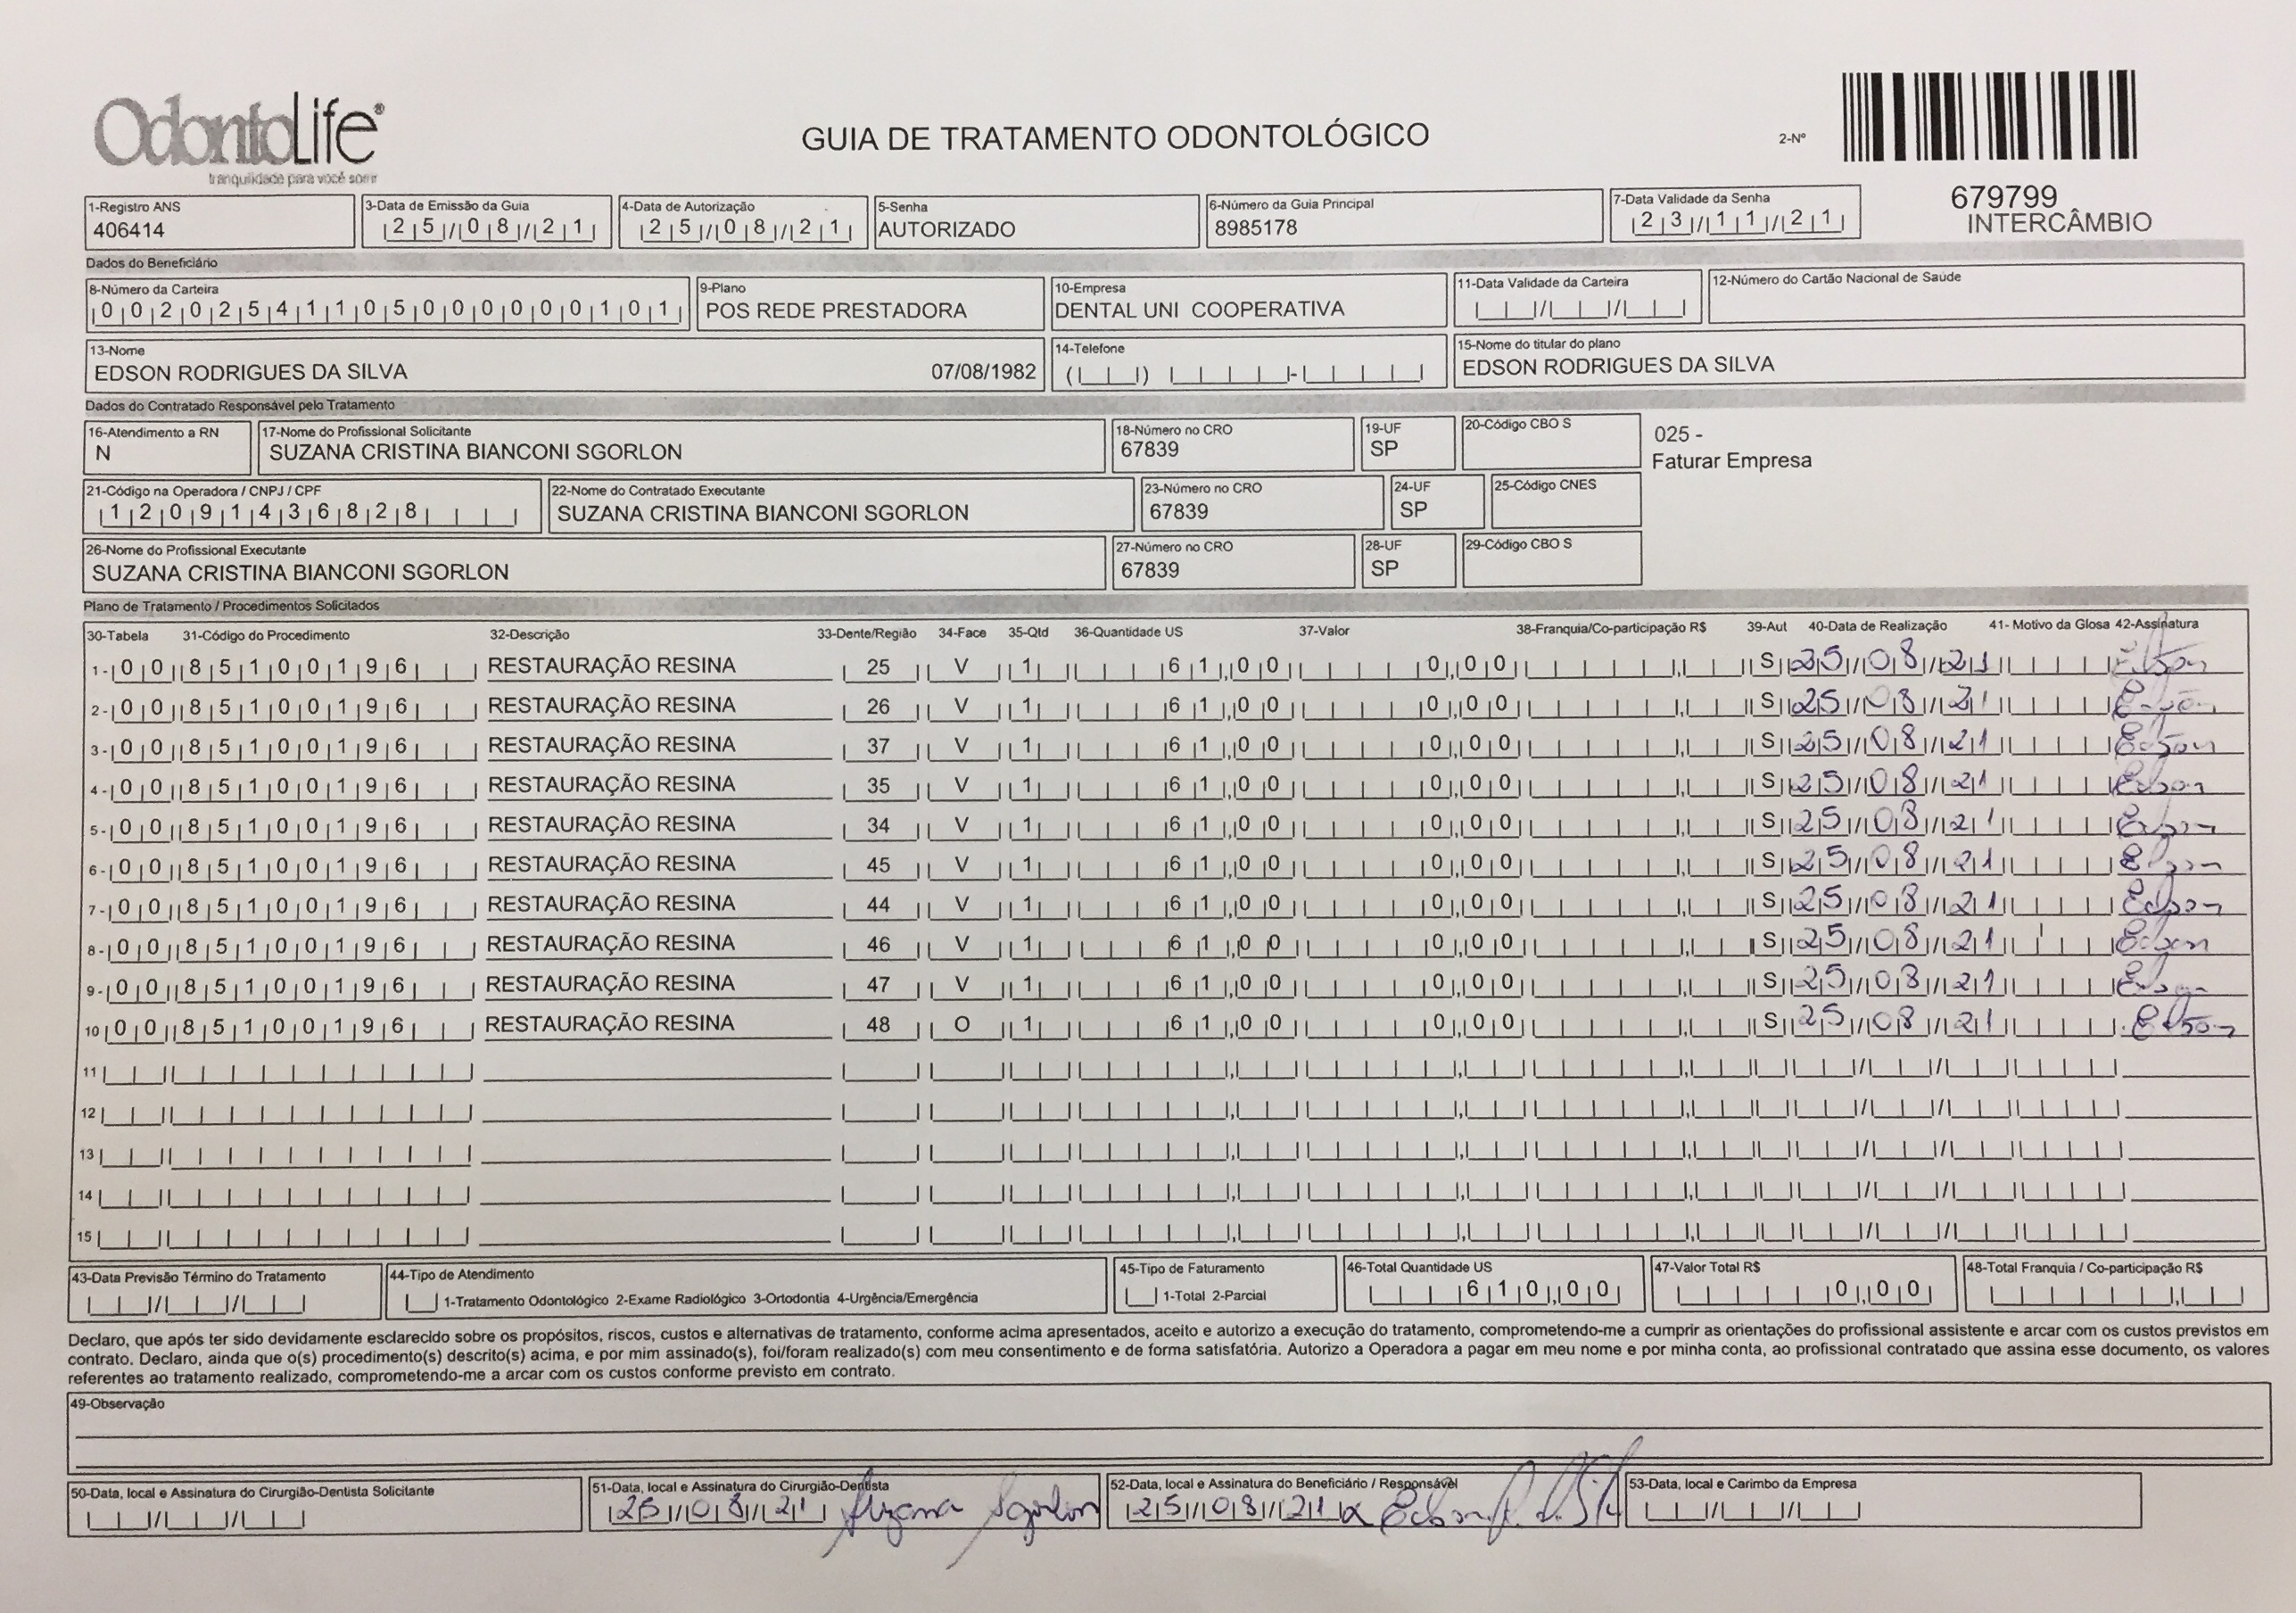 OdontoLife®
tranquilidade para você sorrir
GUIA DE TRATAMENTO ODONTOLÓGICO
2-Nº
679799
INTERCÂMBIO
1-Registro ANS
406414
3-Data de Emissão da Guia
25/08/21
4-Data de Autorização
25/08/21
5-Senha
AUTORIZADO
6-Número da Guia Principal
8985178
7-Data Validade da Senha
23/11/21
Dados do Beneficiário
8-Número da Carteira
00202541105000000101
9-Plano
POS REDE PRESTADORA
10-Empresa
DENTAL UNI COOPERATIVA
11-Data Validade da Carteira
12-Número do Cartão Nacional de Saúde
13-Nome
EDSON RODRIGUES DA SILVA 07/08/1982
14-Telefone
15-Nome do titular do plano
EDSON RODRIGUES DA SILVA
Dados do Contratado Responsável pelo Tratamento
16-Atendimento a RN
N
17-Nome do Profissional Solicitante
SUZANA CRISTINA BIANCONI SGORLON
18-Número no CRO
67839
19-UF
SP
20-Código CBO S
025 -
Faturar Empresa
21-Código na Operadora / CNPJ / CPF
12091436828
22-Nome do Contratado Executante
SUZANA CRISTINA BIANCONI SGORLON
23-Número no CRO
67839
24-UF
SP
25-Código CNES
26-Nome do Profissional Executante
SUZANA CRISTINA BIANCONI SGORLON
27-Número no CRO
67839
28-UF
SP
29-Código CBO S
Plano de Tratamento / Procedimentos Solicitados
30-Tabela 31-Código do Procedimento 32-Descrição 33-Dente/Região 34-Face 35-Qtd 36-Quantidade US 37-Valor 38-Franquia/Co-participação R$ 39-Aut 40-Data de Realização 41- Motivo da Glosa 42-Assinatura
1- 00 85100196 RESTAURAÇÃO RESINA 25 V 1 61,00 0,00 S 25/08/21 Edson
2- 00 85100196 RESTAURAÇÃO RESINA 26 V 1 61,00 0,00 S 25/08/21 Edson
3- 00 85100196 RESTAURAÇÃO RESINA 37 V 1 61,00 0,00 S 25/08/21 Edson
4- 00 85100196 RESTAURAÇÃO RESINA 35 V 1 61,00 0,00 S 25/08/21 Edson
5- 00 85100196 RESTAURAÇÃO RESINA 34 V 1 61,00 0,00 S 25/08/21 Edson
6- 00 85100196 RESTAURAÇÃO RESINA 45 V 1 61,00 0,00 S 25/08/21 Edson
7- 00 85100196 RESTAURAÇÃO RESINA 44 V 1 61,00 0,00 S 25/08/21 Edson
8- 00 85100196 RESTAURAÇÃO RESINA 46 V 1 61,00 0,00 S 25/08/21 Edson
9- 00 85100196 RESTAURAÇÃO RESINA 47 V 1 61,00 0,00 S 25/08/21 Edson
10 00 85100196 RESTAURAÇÃO RESINA 48 O 1 61,00 0,00 S 25/08/21 Edson
11
12
13
14
15
43-Data Previsão Término do Tratamento
44-Tipo de Atendimento
1-Tratamento Odontológico 2-Exame Radiológico 3-Ortodontia 4-Urgência/Emergência
45-Tipo de Faturamento
1-Total 2-Parcial
46-Total Quantidade US
610,00
47-Valor Total R$
0,00
48-Total Franquia / Co-participação R$
Declaro, que após ter sido devidamente esclarecido sobre os propósitos, riscos, custos e alternativas de tratamento, conforme acima apresentados, aceito e autorizo a execução do tratamento, comprometendo-me a cumprir as orientações do profissional assistente e arcar com os custos previstos em
contrato. Declaro, ainda que o(s) procedimento(s) descrito(s) acima, e por mim assinado(s), foi/foram realizado(s) com meu consentimento e de forma satisfatória. Autorizo a Operadora a pagar em meu nome e por minha conta, ao profissional contratado que assina esse documento, os valores
referentes ao tratamento realizado, comprometendo-me a arcar com os custos conforme previsto em contrato.
49-Observação
50-Data, local e Assinatura do Cirurgião-Dentista Solicitante
51-Data, local e Assinatura do Cirurgião-Dentista
25/08/21 Suzana Sgorlon
52-Data, local e Assinatura do Beneficiário / Responsável
25/08/21 Edson
53-Data, local e Carimbo da Empresa